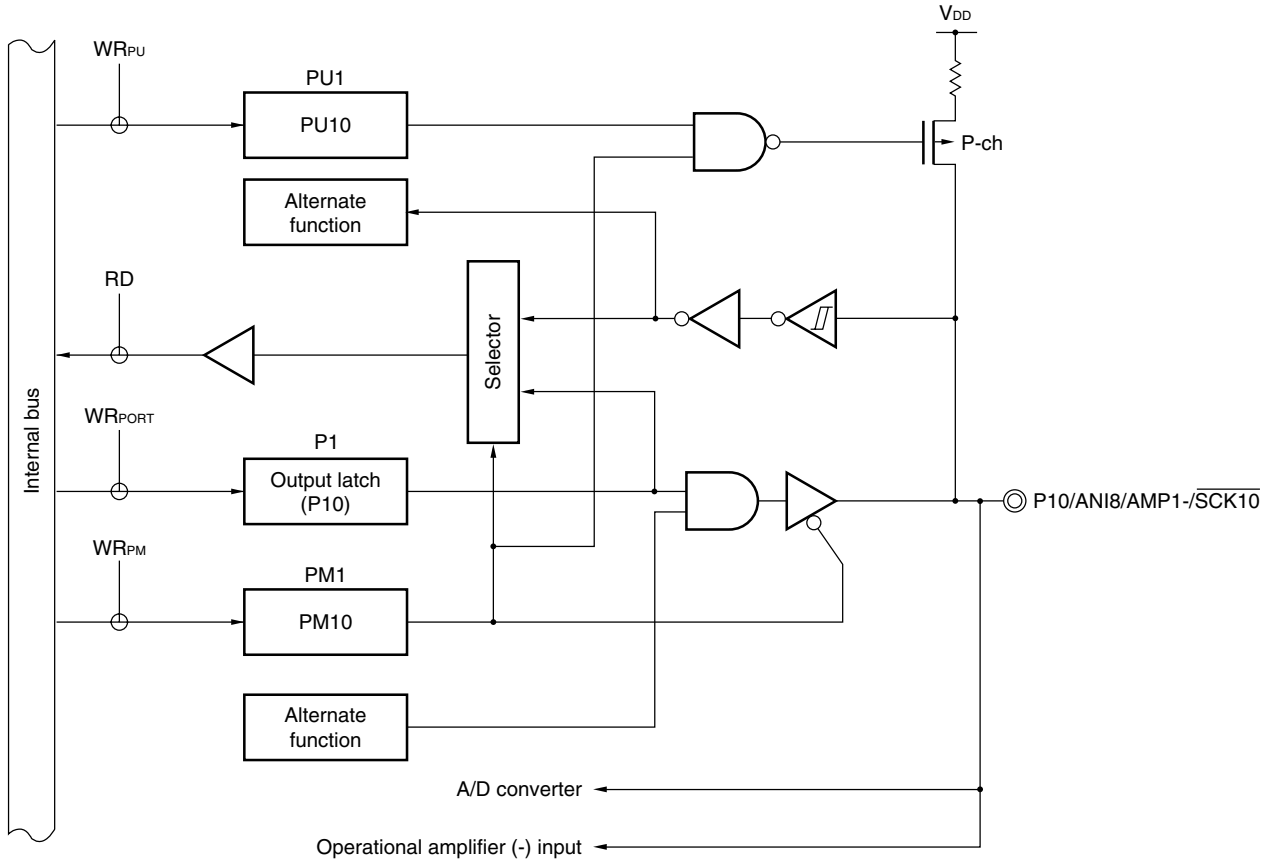 VDD
WRPU
PU1
PU10
P-ch
Alternate
function
RD
Selector
Internal bus
WRPORT
P1
Output latch
(P10)
P10/ANI8/AMP1-/SCK10
WRPM
PM1
PM10
Alternate
function
A/D converter
Operational amplifier (-) input